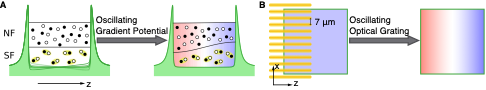 A
Oscillating
Gradient Potential
NF
SF
z
B
7 μm
Oscillating
Optical Grating
x
z